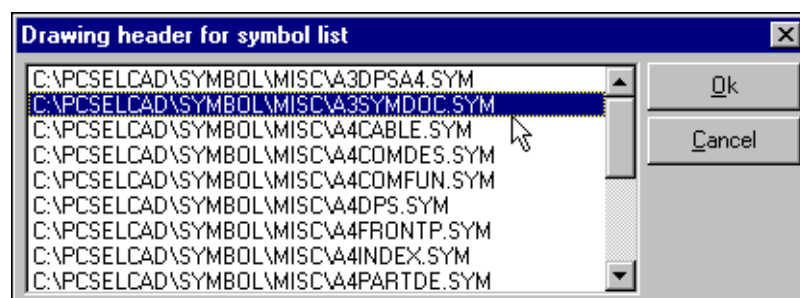 Drawing header for symbol list
C:\PCSELCAD\SYMBOL\MISC\A3DPSA4.SYM
C:\PCSELCAD\SYMBOL\MISC\A3SYMDOC.SYM
C:\PCSELCAD\SYMBOL\MISC\A4CABLE.SYM
C:\PCSELCAD\SYMBOL\MISC\A4COMDES.SYM
C:\PCSELCAD\SYMBOL\MISC\A4COMFUN.SYM
C:\PCSELCAD\SYMBOL\MISC\A4DPS.SYM
C:\PCSELCAD\SYMBOL\MISC\A4FRONTP.SYM
C:\PCSELCAD\SYMBOL\MISC\A4INDEX.SYM
C:\PCSELCAD\SYMBOL\MISC\A4PARTDE.SYM
Ok
Cancel